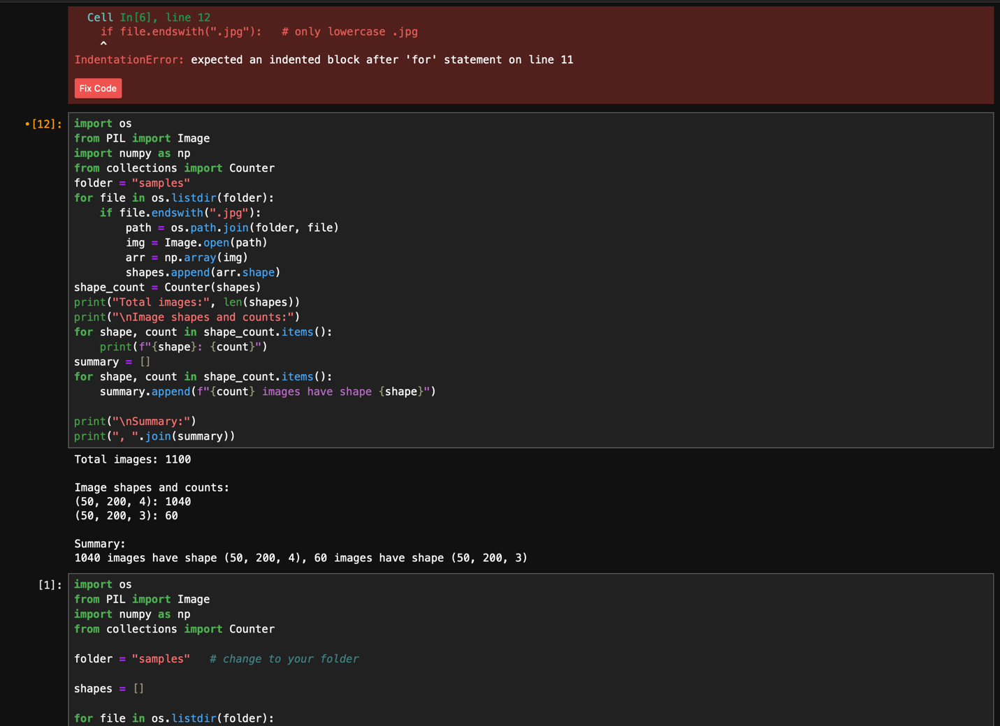 Cell In[6], line 12
    if file.endswith(".jpg"):   # only lowercase .jpg
    ^
IndentationError: expected an indented block after 'for' statement on line 11
Fix Code
•[12]:
import os
from PIL import Image
import numpy as np
from collections import Counter
folder = "samples"
for file in os.listdir(folder):
    if file.endswith(".jpg"):
        path = os.path.join(folder, file)
        img = Image.open(path)
        arr = np.array(img)
        shapes.append(arr.shape)
shape_count = Counter(shapes)
print("Total images:", len(shapes))
print("\nImage shapes and counts:")
for shape, count in shape_count.items():
    print(f"{shape}: {count}")
summary = []
for shape, count in shape_count.items():
    summary.append(f"{count} images have shape {shape}")

print("\nSummary:")
print(", ".join(summary))
Total images: 1100

Image shapes and counts:
(50, 200, 4): 1040
(50, 200, 3): 60

Summary:
1040 images have shape (50, 200, 4), 60 images have shape (50, 200, 3)
[1]:
import os
from PIL import Image
import numpy as np
from collections import Counter

folder = "samples"   # change to your folder

shapes = []

for file in os.listdir(folder):